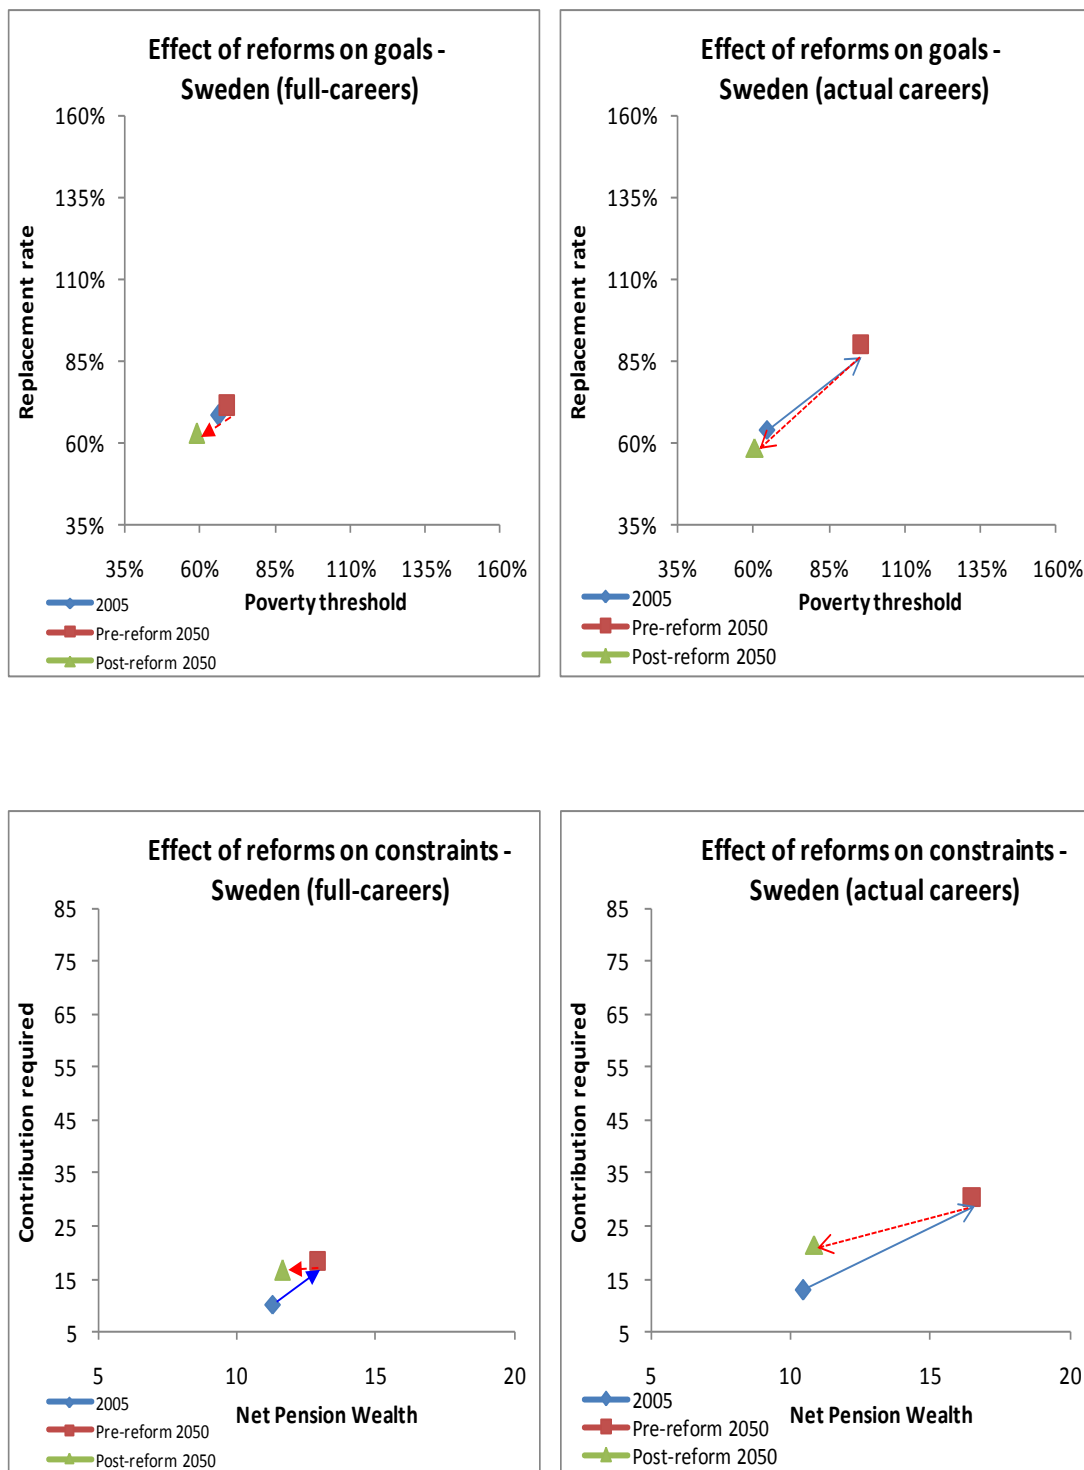 Effect of reforms on goals -
Sweden (full-careers)
160%
135%
110%
85%
60%
35%
Replacement rate
35% 60% 85% 110% 135% 160%
Poverty threshold
2005
Pre-reform 2050
Post-reform 2050
Effect of reforms on goals -
Sweden (actual careers)
160%
135%
110%
85%
60%
35%
Replacement rate
35% 60% 85% 110% 135% 160%
Poverty threshold
2005
Pre-reform 2050
Post-reform 2050
Effect of reforms on constraints -
Sweden (full-careers)
85
75
65
55
45
35
25
15
5
Contribution required
5 10 15 20
Net Pension Wealth
2005
Pre-reform 2050
Post-reform 2050
Effect of reforms on constraints -
Sweden (actual careers)
85
75
65
55
45
35
25
15
5
Contribution required
5 10 15 20
Net Pension Wealth
2005
Pre-reform 2050
Post-reform 2050